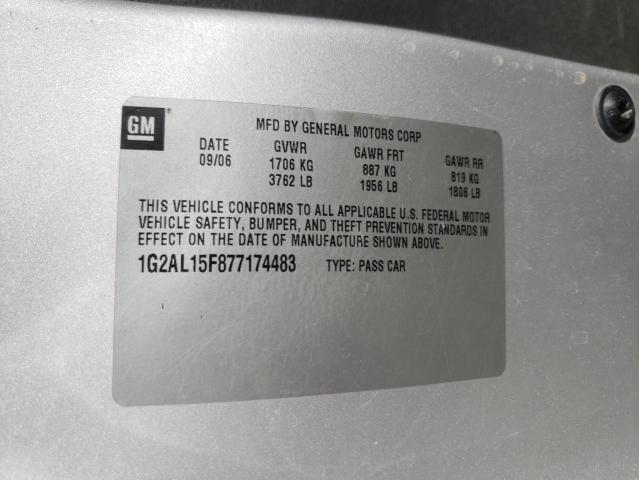 GM
MFD BY GENERAL MOTORS CORP
DATE GVWR GAWR FRT GAWR RR
09/06 1706 KG 887 KG 819 KG
3762 LB 1956 LB 1806 LB
THIS VEHICLE CONFORMS TO ALL APPLICABLE U.S. FEDERAL MOTOR
VEHICLE SAFETY, BUMPER, AND THEFT PREVENTION STANDARDS IN
EFFECT ON THE DATE OF MANUFACTURE SHOWN ABOVE.
1G2AL15F877174483 TYPE: PASS CAR